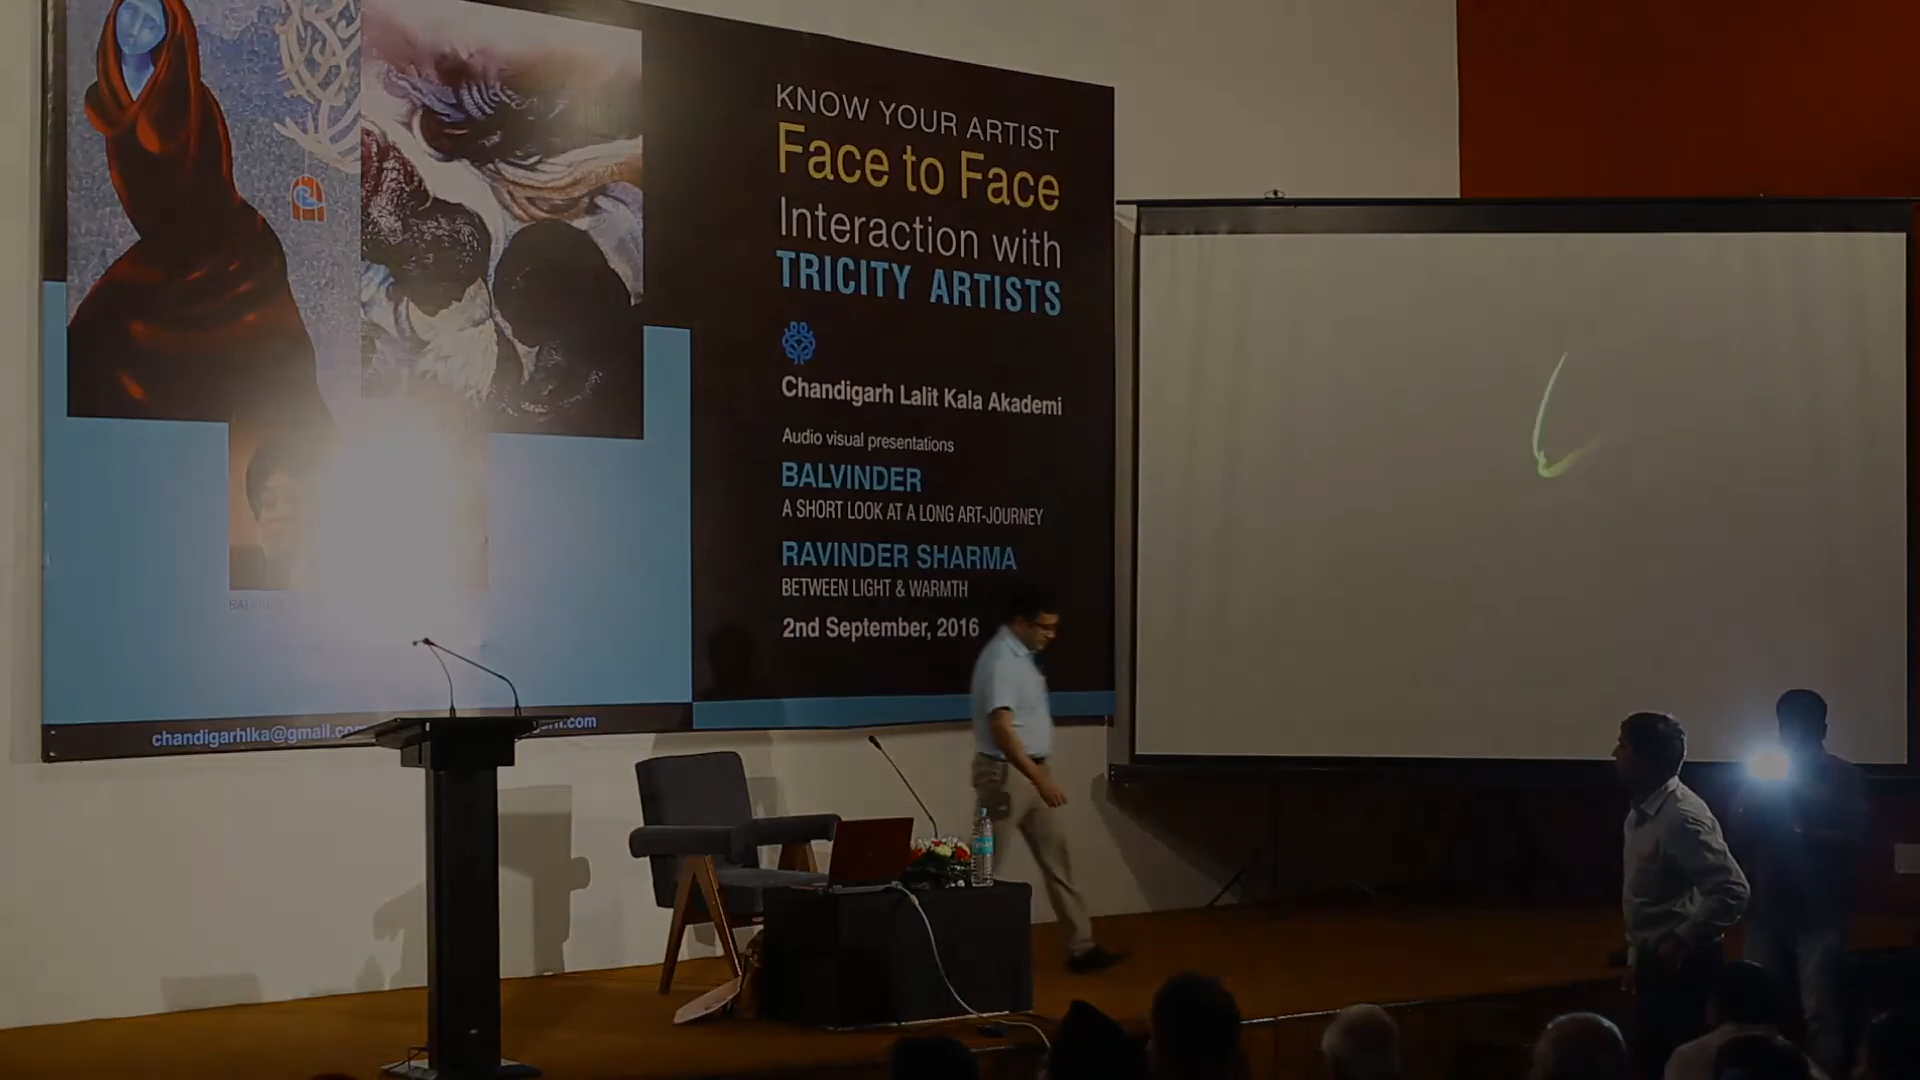 KNOW YOUR ARTIST
Face to Face
Interaction with
TRICITY ARTISTS
Chandigarh Lalit Kala Akademi
Audio visual presentations
BALVINDER
A SHORT LOOK AT A LONG ART-JOURNEY
RAVINDER SHARMA
BETWEEN LIGHT & WARMTH
2nd September, 2016